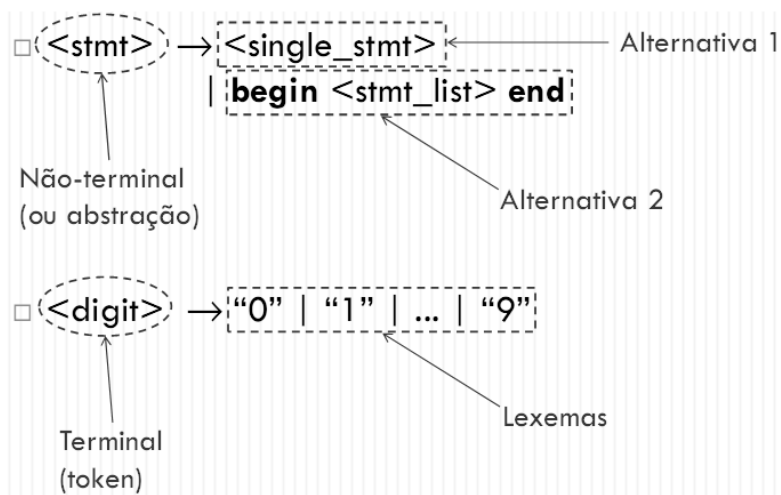 <stmt> → <single_stmt> Alternativa 1
| begin <stmt_list> end
Não-terminal
(ou abstração)
Alternativa 2
<digit> → “0” | “1” | ... | “9”
Lexemas
Terminal
(token)